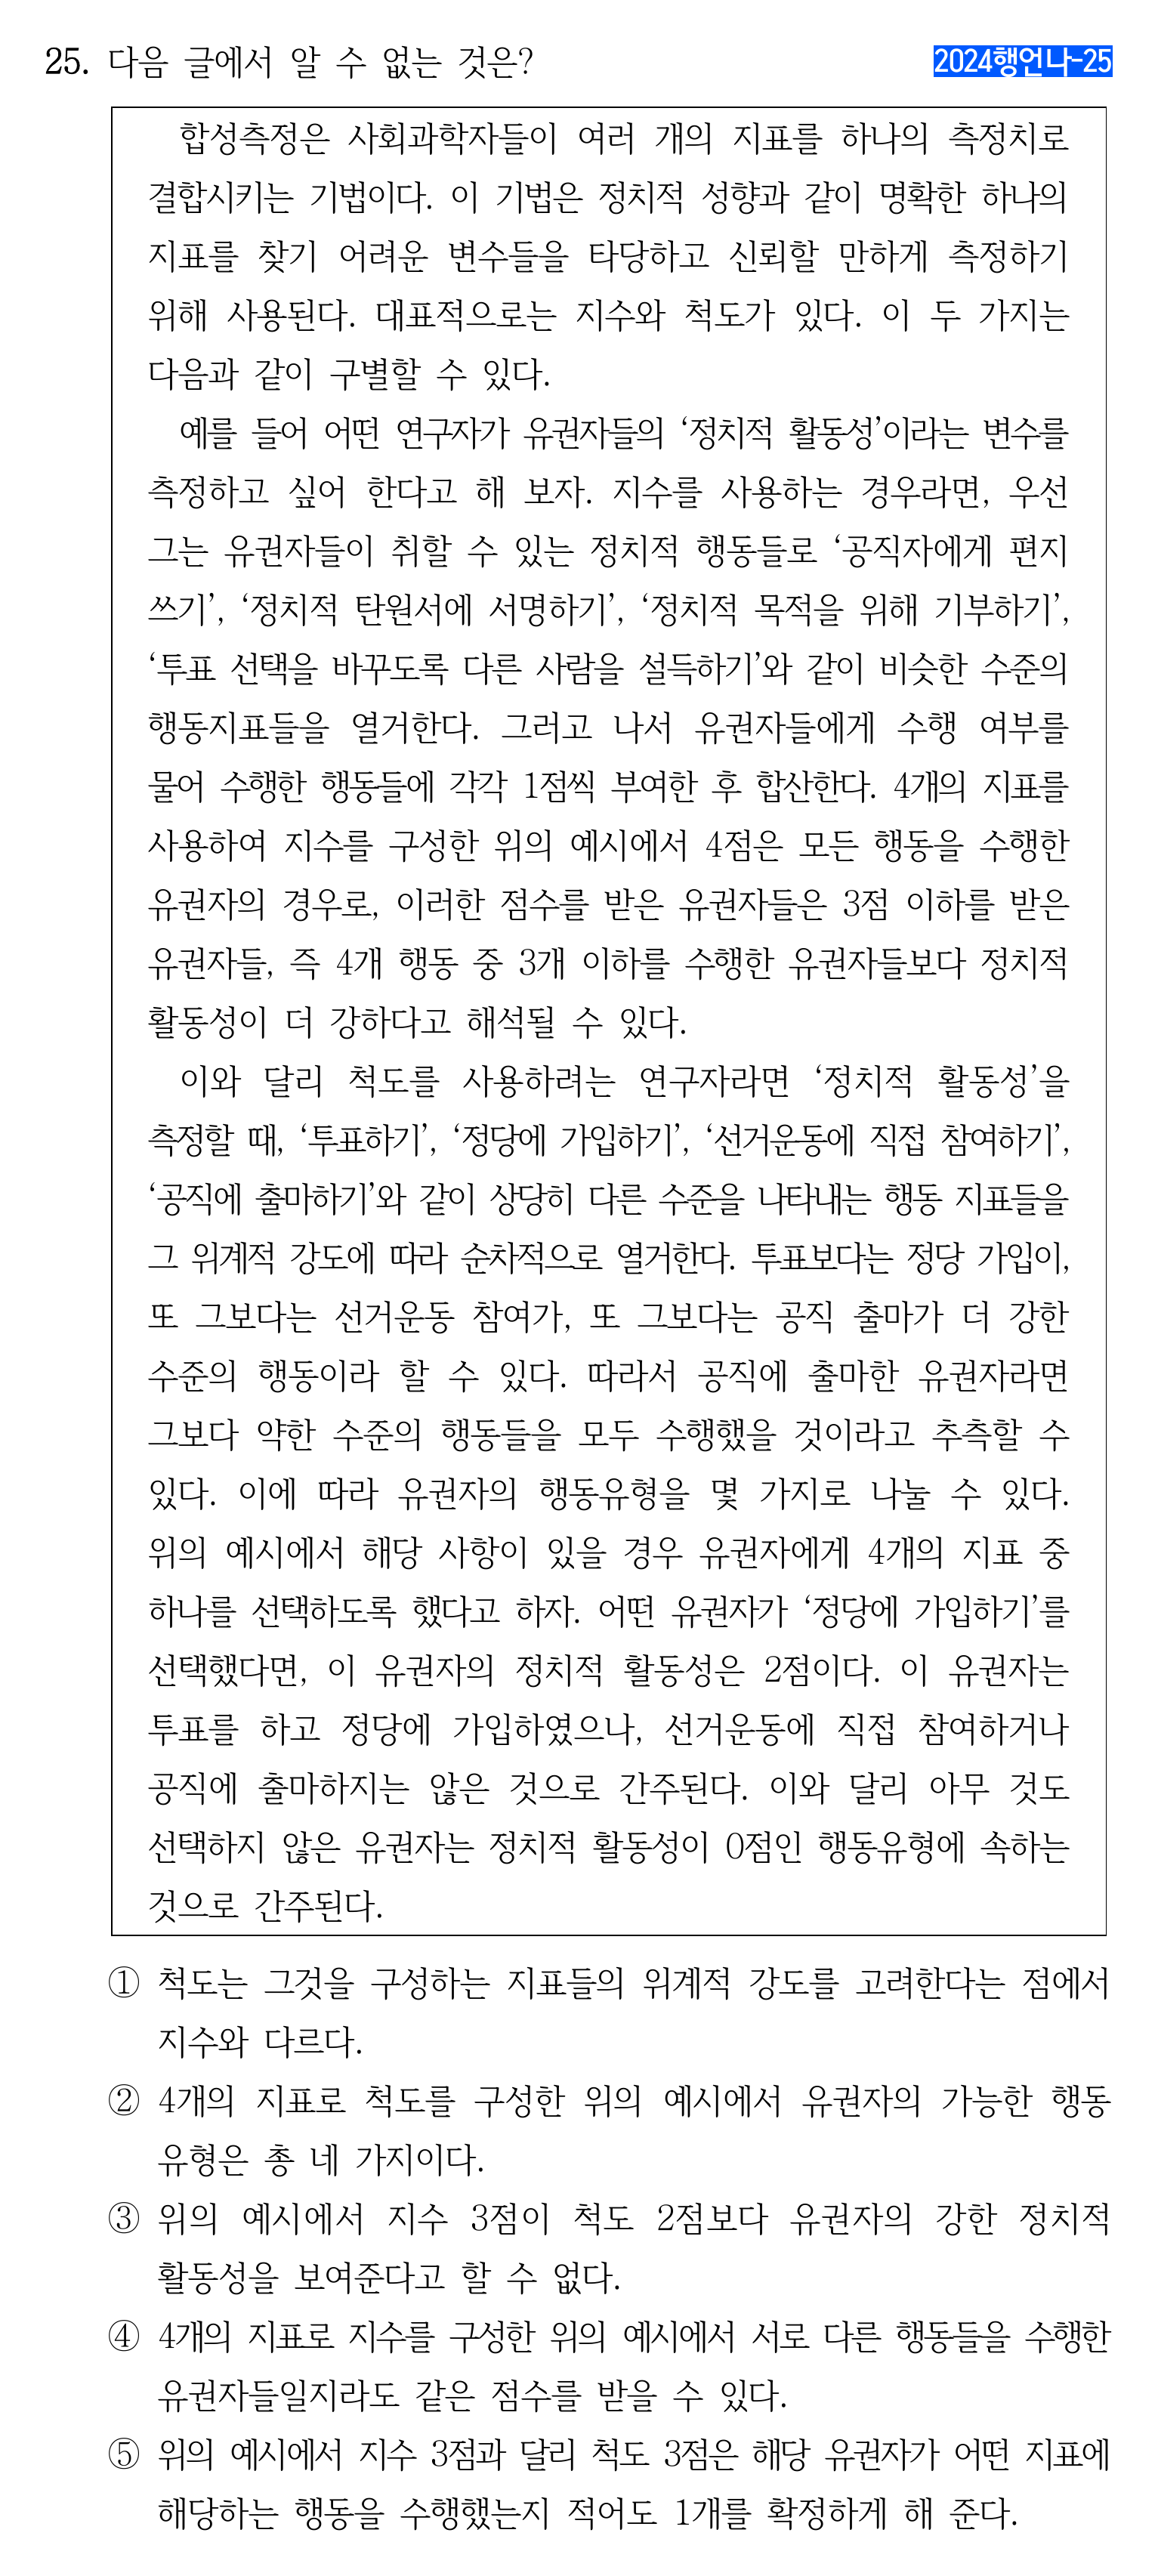 25. 다음 글에서 알 수 없는 것은?
2024행언나-25
합성측정은 사회과학자들이 여러 개의 지표를 하나의 측정치로
결합시키는 기법이다. 이 기법은 정치적 성향과 같이 명확한 하나의
지표를 찾기 어려운 변수들을 타당하고 신뢰할 만하게 측정하기
위해 사용된다. 대표적으로는 지수와 척도가 있다. 이 두 가지는
다음과 같이 구별할 수 있다.
예를 들어 어떤 연구자가 유권자들의 ‘정치적 활동성’이라는 변수를
측정하고 싶어 한다고 해 보자. 지수를 사용하는 경우라면, 우선
그는 유권자들이 취할 수 있는 정치적 행동들로 ‘공직자에게 편지
쓰기’, ‘정치적 탄원서에 서명하기’, ‘정치적 목적을 위해 기부하기’,
‘투표 선택을 바꾸도록 다른 사람을 설득하기’와 같이 비슷한 수준의
행동지표들을 열거한다. 그러고 나서 유권자들에게 수행 여부를
물어 수행한 행동들에 각각 1점씩 부여한 후 합산한다. 4개의 지표를
사용하여 지수를 구성한 위의 예시에서 4점은 모든 행동을 수행한
유권자의 경우로, 이러한 점수를 받은 유권자들은 3점 이하를 받은
유권자들, 즉 4개 행동 중 3개 이하를 수행한 유권자들보다 정치적
활동성이 더 강하다고 해석될 수 있다.
이와 달리 척도를 사용하려는 연구자라면 ‘정치적 활동성’을
측정할 때, ‘투표하기’, ‘정당에 가입하기’, ‘선거운동에 직접 참여하기’,
‘공직에 출마하기’와 같이 상당히 다른 수준을 나타내는 행동 지표들을
그 위계적 강도에 따라 순차적으로 열거한다. 투표보다는 정당 가입이,
또 그보다는 선거운동 참여가, 또 그보다는 공직 출마가 더 강한
수준의 행동이라 할 수 있다. 따라서 공직에 출마한 유권자라면
그보다 약한 수준의 행동들을 모두 수행했을 것이라고 추측할 수
있다. 이에 따라 유권자의 행동유형을 몇 가지로 나눌 수 있다.
위의 예시에서 해당 사항이 있을 경우 유권자에게 4개의 지표 중
하나를 선택하도록 했다고 하자. 어떤 유권자가 ‘정당에 가입하기’를
선택했다면, 이 유권자의 정치적 활동성은 2점이다. 이 유권자는
투표를 하고 정당에 가입하였으나, 선거운동에 직접 참여하거나
공직에 출마하지는 않은 것으로 간주된다. 이와 달리 아무 것도
선택하지 않은 유권자는 정치적 활동성이 0점인 행동유형에 속하는
것으로 간주된다.
① 척도는 그것을 구성하는 지표들의 위계적 강도를 고려한다는 점에서
지수와 다르다.
② 4개의 지표로 척도를 구성한 위의 예시에서 유권자의 가능한 행동
유형은 총 네 가지이다.
③ 위의 예시에서 지수 3점이 척도 2점보다 유권자의 강한 정치적
활동성을 보여준다고 할 수 없다.
④ 4개의 지표로 지수를 구성한 위의 예시에서 서로 다른 행동들을 수행한
유권자들일지라도 같은 점수를 받을 수 있다.
⑤ 위의 예시에서 지수 3점과 달리 척도 3점은 해당 유권자가 어떤 지표에
해당하는 행동을 수행했는지 적어도 1개를 확정하게 해 준다.